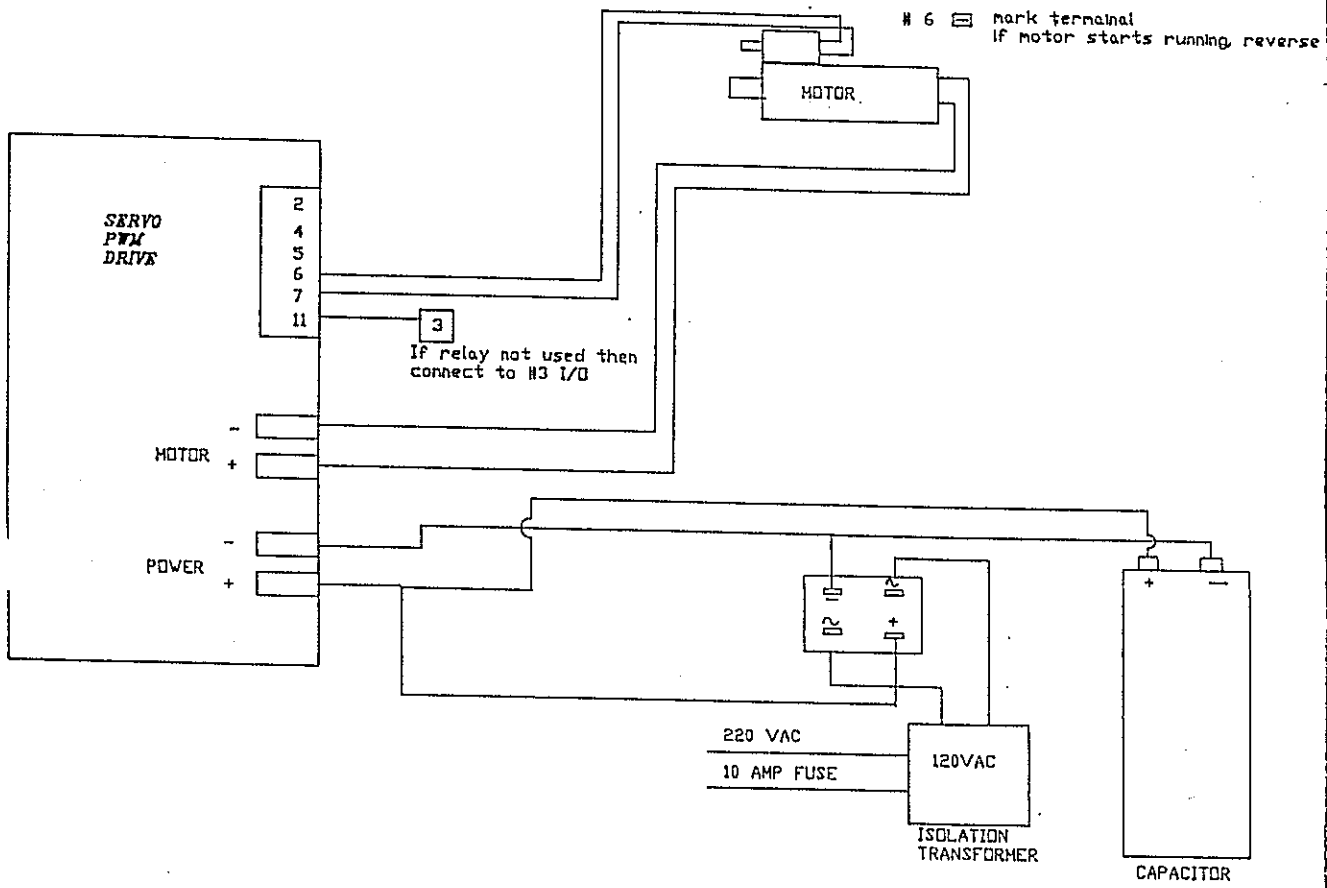 # 6 mark termainal
If motor starts running, reverse
MOTOR
SERVO
PWM
DRIVE
2
4
5
6
7
11
3
If relay not used then
connect to #3 I/O
-
MOTOR
+
-
POWER
+
-
~
~
+
+
-
220 VAC
10 AMP FUSE
120VAC
ISOLATION
TRANSFORMER
CAPACITOR